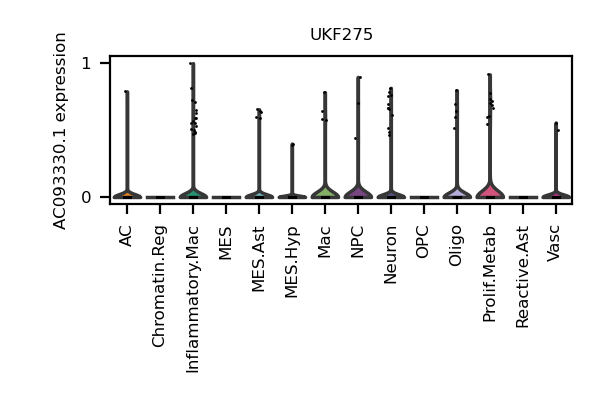 UKF275
AC093330.1 expression
1
0
AC
Chromatin.Reg
Inflammatory.Mac
MES
MES.Ast
MES.Hyp
Mac
NPC
Neuron
OPC
Oligo
Prolif.Metab
Reactive.Ast
Vasc